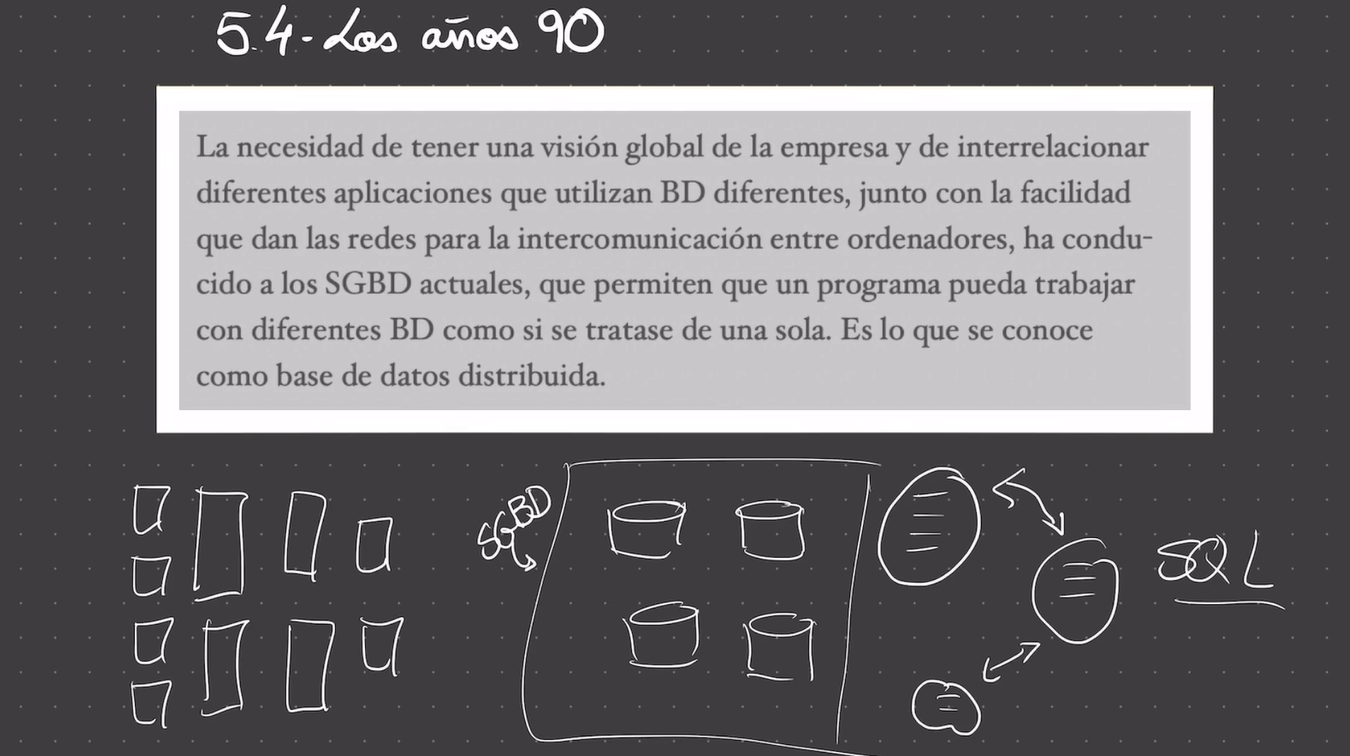 5.4-Los años 90
La necesidad de tener una visión global de la empresa y de interrelacionar
diferentes aplicaciones que utilizan BD diferentes, junto con la facilidad
que dan las redes para la intercomunicación entre ordenadores, ha condu-
cido a los SGBD actuales, que permiten que un programa pueda trabajar
con diferentes BD como si se tratase de una sola. Es lo que se conoce
como base de datos distribuida.
SGBD
SQL